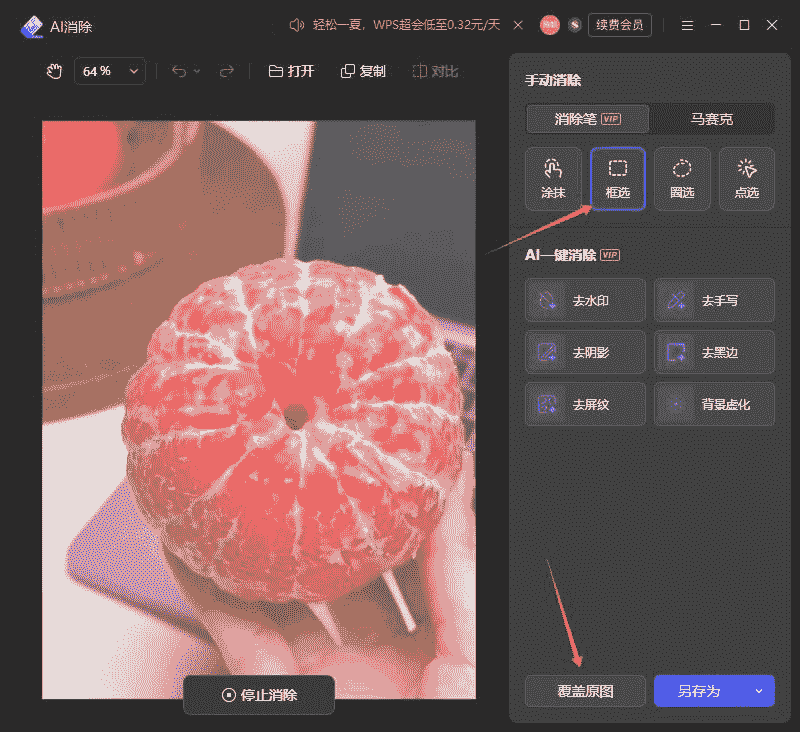 AI消除
轻松一夏，WPS超会低至0.32元/天
续费会员
64%
打开
复制
对比
手动消除
消除笔 VIP
马赛克
涂抹
框选
圈选
点选
AI一键消除 VIP
去水印
去手写
去阴影
去黑边
去屏纹
背景虚化
停止消除
覆盖原图
另存为